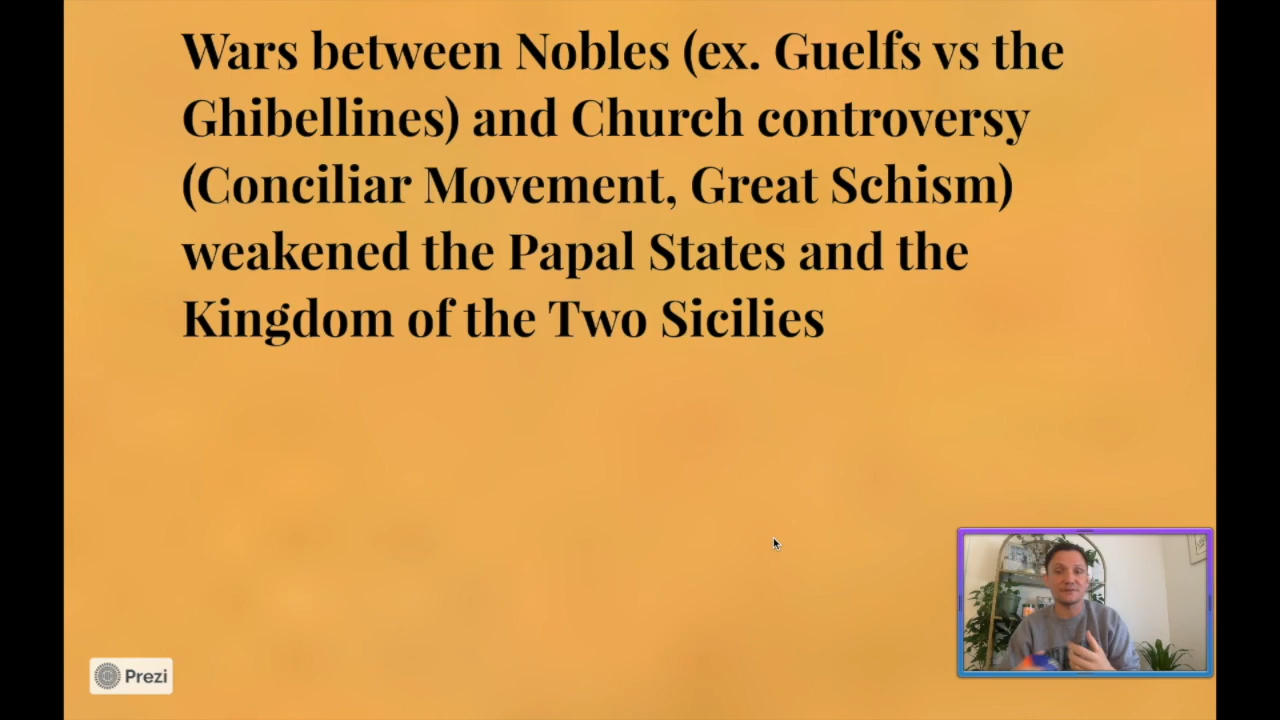 Wars between Nobles (ex. Guelfs vs the
Ghibellines) and Church controversy
(Conciliar Movement, Great Schism)
weakened the Papal States and the
Kingdom of the Two Sicilies
Prezi